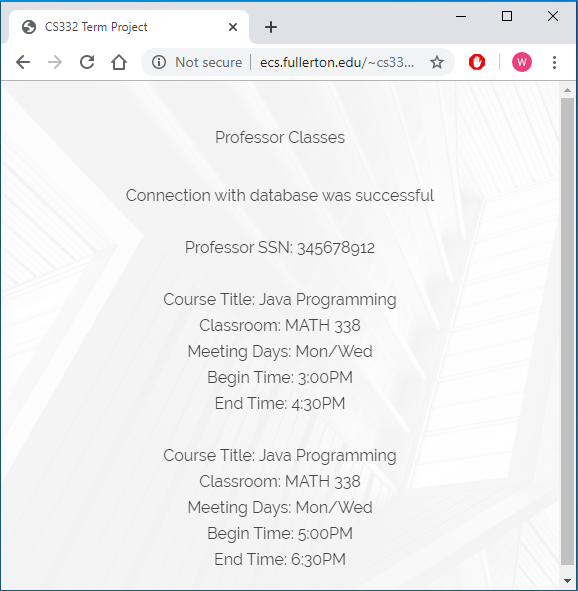 CS332 Term Project
Not secure
ecs.fullerton.edu/~cs33...
W
Professor Classes
Connection with database was successful
Professor SSN: 345678912
Course Title: Java Programming
Classroom: MATH 338
Meeting Days: Mon/Wed
Begin Time: 3:00PM
End Time: 4:30PM
Course Title: Java Programming
Classroom: MATH 338
Meeting Days: Mon/Wed
Begin Time: 5:00PM
End Time: 6:30PM